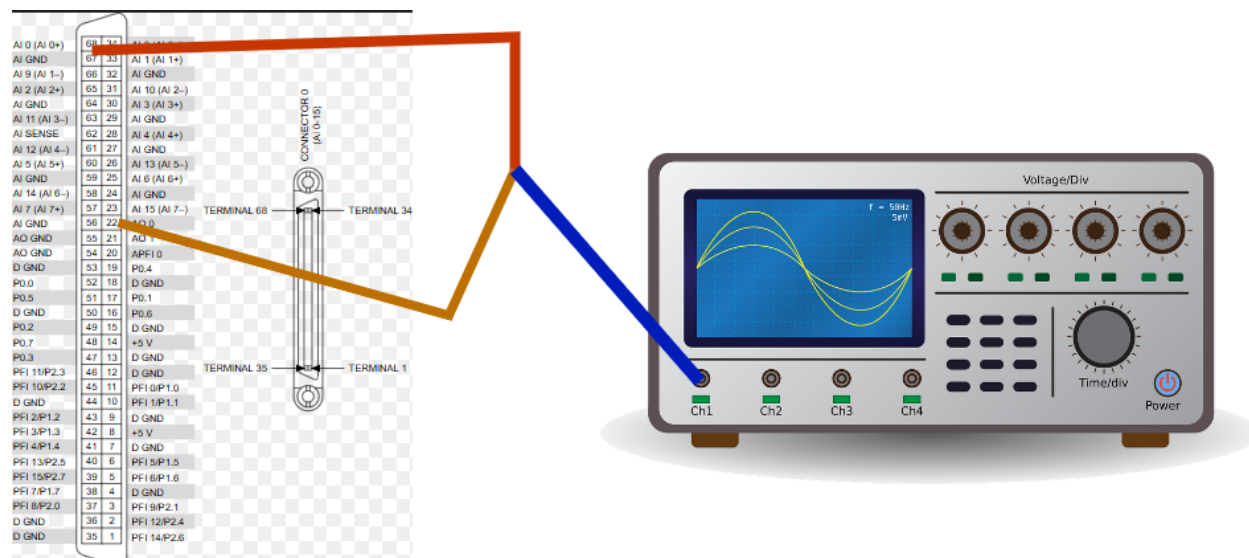 AI 0 (AI 0+) 68 34
AI GND 67 33 AI 1 (AI 1+)
AI 9 (AI 1–) 66 32 AI GND
AI 2 (AI 2+) 65 31 AI 10 (AI 2–)
AI GND 64 30 AI 3 (AI 3+)
AI 11 (AI 3–) 63 29 AI GND
AI SENSE 62 28 AI 4 (AI 4+)
AI 12 (AI 4–) 61 27 AI GND
AI 5 (AI 5+) 60 26 AI 13 (AI 5–)
AI GND 59 25 AI 6 (AI 6+)
AI 14 (AI 6–) 58 24 AI GND
AI 7 (AI 7+) 57 23 AI 15 (AI 7–)
AI GND 56 22 AO 0
AO GND 55 21 AO 1
AO GND 54 20 APFI 0
D GND 53 19 P0.4
P0.0 52 18 D GND
P0.5 51 17 P0.1
D GND 50 16 P0.6
P0.2 49 15 D GND
P0.7 48 14 +5 V
P0.3 47 13 D GND
PFI 11/P2.3 46 12 D GND
PFI 10/P2.2 45 11 PFI 0/P1.0
D GND 44 10 PFI 1/P1.1
PFI 2/P1.2 43 9 D GND
PFI 3/P1.3 42 8 +5 V
PFI 4/P1.4 41 7 D GND
PFI 13/P2.5 40 6 PFI 5/P1.5
PFI 15/P2.7 39 5 PFI 6/P1.6
PFI 7/P1.7 38 4 D GND
PFI 8/P2.0 37 3 PFI 9/P2.1
D GND 36 2 PFI 12/P2.4
D GND 35 1 PFI 14/P2.6
CONNECTOR 0
(AI 0-15)
TERMINAL 68
TERMINAL 34
TERMINAL 35
TERMINAL 1
Voltage/Div
f = 50Hz
5mV
Time/div
Power
Ch1
Ch2
Ch3
Ch4